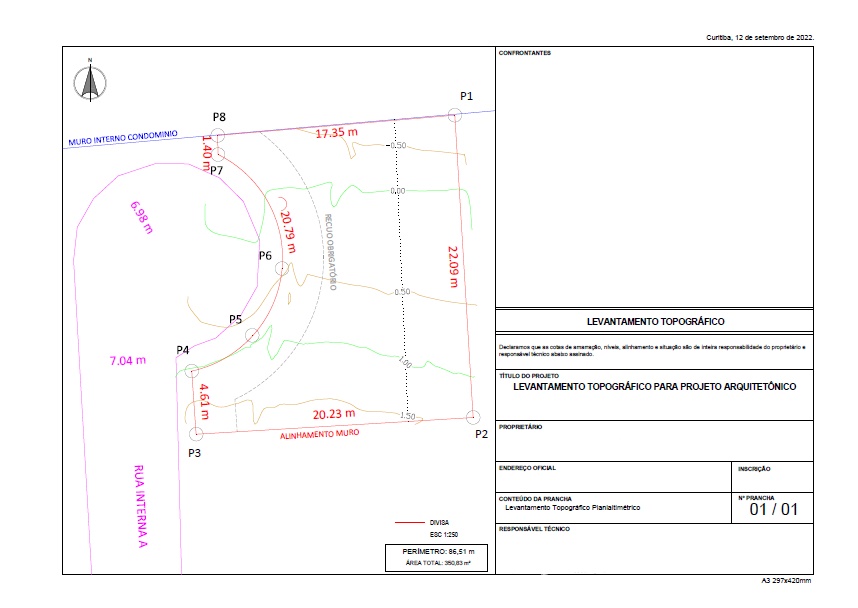 Curitiba, 12 de setembro de 2022.
N
P1
P8
MURO INTERNO CONDOMINIO
17.35 m
1.40 m
-0.50
P7
0.00
6.98 m
20.79 m
RECUO OBRIGATÓRIO
22.09 m
P6
0.50
P5
P4
7.04 m
1.00
4.61 m
20.23 m
1.50
ALINHAMENTO MURO
P2
P3
RUA INTERNA A
DIVISA
ESC 1:250
PERÍMETRO: 86,51 m
ÁREA TOTAL: 350,83 m²
CONFRONTANTES
LEVANTAMENTO TOPOGRÁFICO
Declaramos que as cotas de amarração, níveis, alinhamento e situação são de inteira responsabilidade do proprietário e
responsável técnico abaixo assinado.
TÍTULO DO PROJETO
LEVANTAMENTO TOPOGRÁFICO PARA PROJETO ARQUITETÔNICO
PROPRIETÁRIO
ENDEREÇO OFICIAL
INSCRIÇÃO
CONTEÚDO DA PRANCHA
Levantamento Topográfico Planialtimétrico
Nº PRANCHA
01 / 01
RESPONSÁVEL TÉCNICO
A3 297x420mm